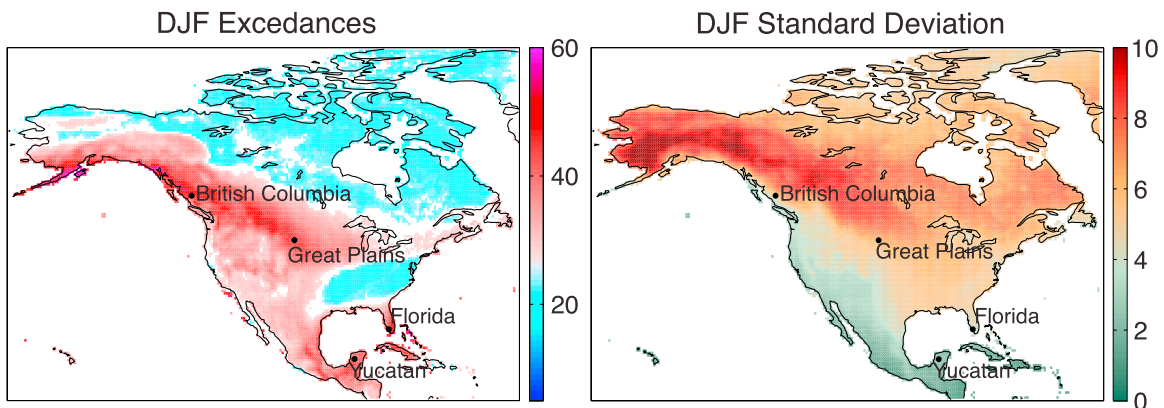 DJF Excedances
60
40
20
British Columbia
Great Plains
Florida
Yucatan
DJF Standard Deviation
10
8
6
4
2
0
British Columbia
Great Plains
Florida
Yucatan